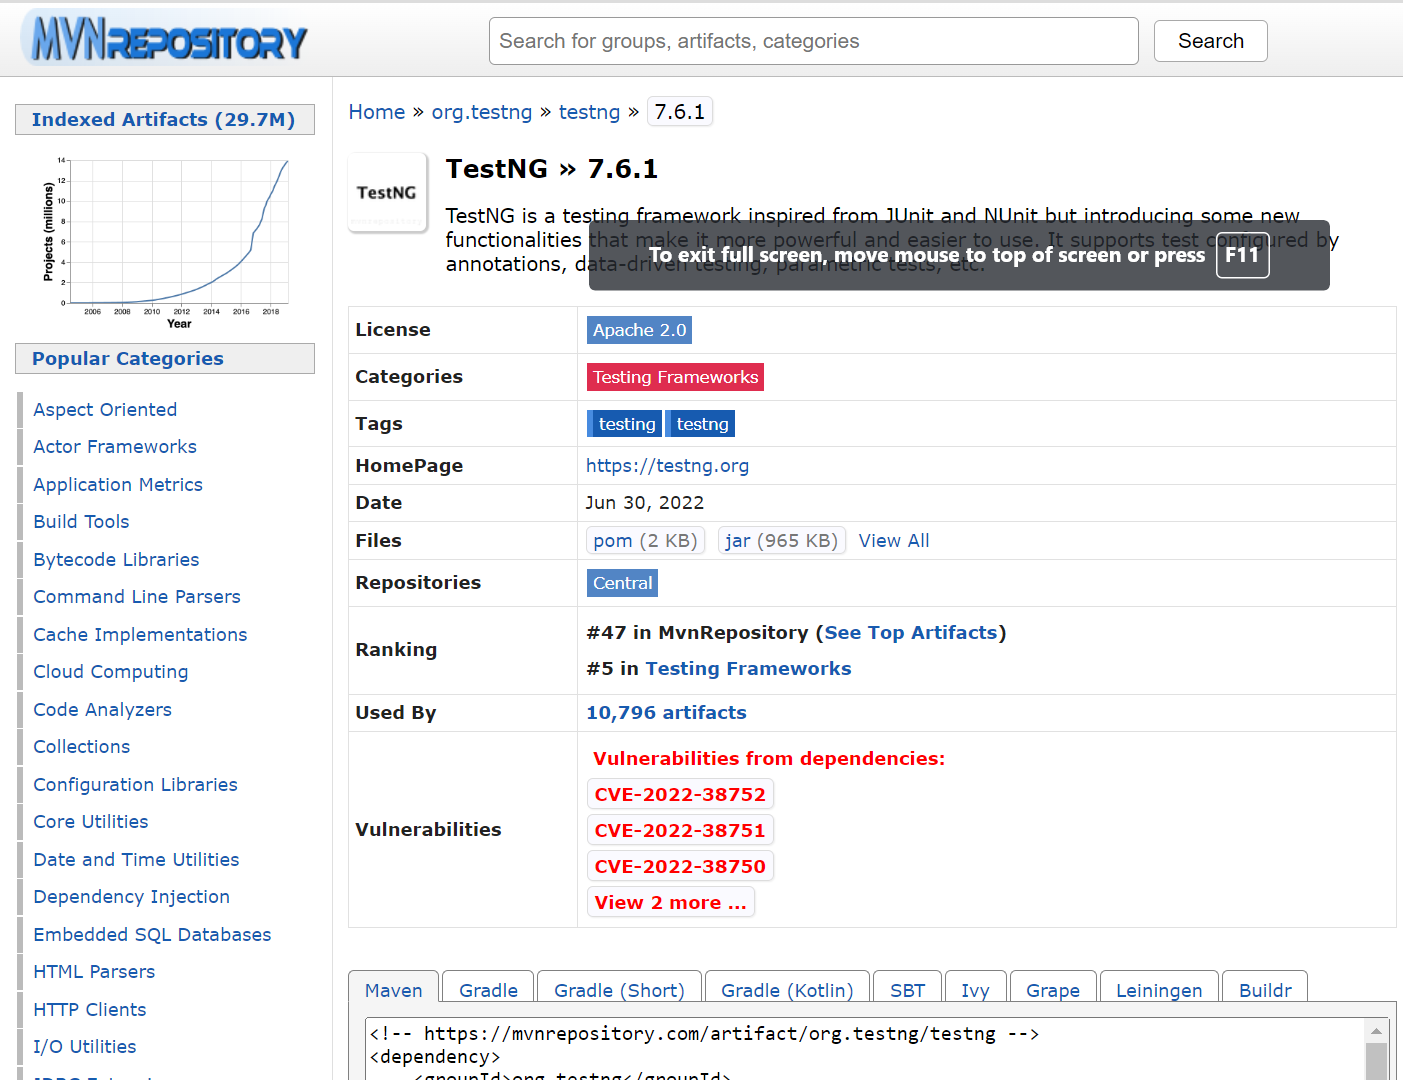 MVNREPOSITORY
Search for groups, artifacts, categories
Search
Indexed Artifacts (29.7M)
Projects (millions)
14
12
10
8
6
4
2
0
2006 2008 2010 2012 2014 2016 2018
Year
Popular Categories
Aspect Oriented
Actor Frameworks
Application Metrics
Build Tools
Bytecode Libraries
Command Line Parsers
Cache Implementations
Cloud Computing
Code Analyzers
Collections
Configuration Libraries
Core Utilities
Date and Time Utilities
Dependency Injection
Embedded SQL Databases
HTML Parsers
HTTP Clients
I/O Utilities
Home » org.testng » testng » 7.6.1
TestNG
TestNG » 7.6.1
TestNG is a testing framework inspired from JUnit and NUnit but introducing some new
functionalities that make it more powerful and easier to use. It supports test configured by
annotations, data-driven testing, parametric tests, etc.
To exit full screen, move mouse to top of screen or press F11
License Apache 2.0
Categories Testing Frameworks
Tags testing testng
HomePage https://testng.org
Date Jun 30, 2022
Files pom (2 KB) jar (965 KB) View All
Repositories Central
Ranking #47 in MvnRepository (See Top Artifacts)
#5 in Testing Frameworks
Used By 10,796 artifacts
Vulnerabilities Vulnerabilities from dependencies:
CVE-2022-38752
CVE-2022-38751
CVE-2022-38750
View 2 more ...
Maven Gradle Gradle (Short) Gradle (Kotlin) SBT Ivy Grape Leiningen Buildr
<!-- https://mvnrepository.com/artifact/org.testng/testng -->
<dependency>
<groupId>org.testng</groupId>